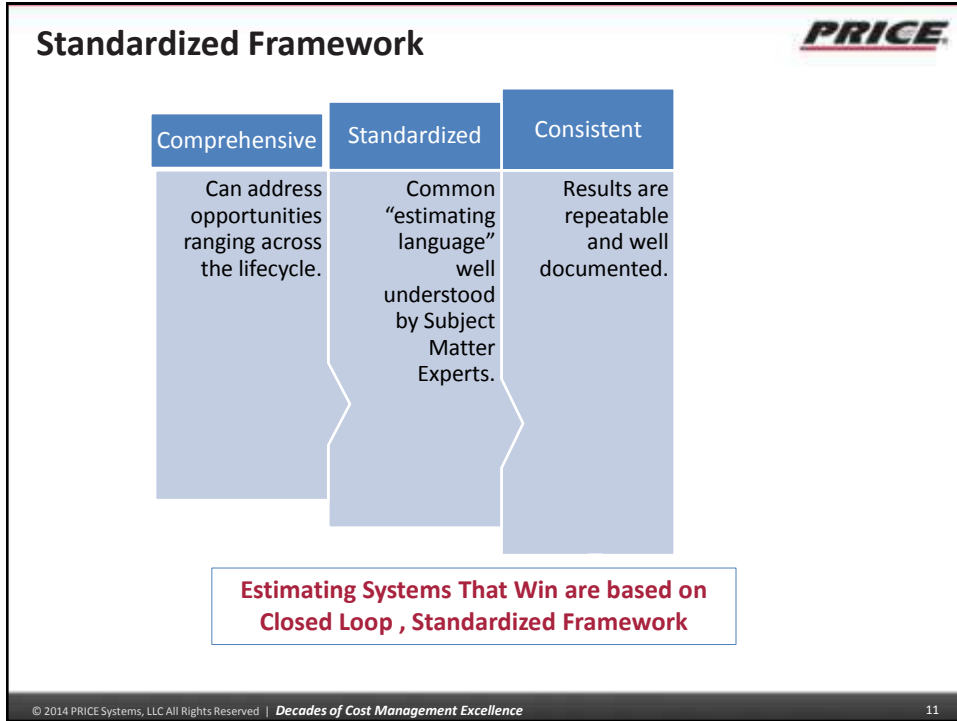 Standardized Framework
PRICE
Comprehensive
Can address
opportunities
ranging across
the lifecycle.
Standardized
Common
“estimating
language”
well
understood
by Subject
Matter
Experts.
Consistent
Results are
repeatable
and well
documented.
Estimating Systems That Win are based on
Closed Loop , Standardized Framework
© 2014 PRICE Systems, LLC All Rights Reserved | Decades of Cost Management Excellence
11